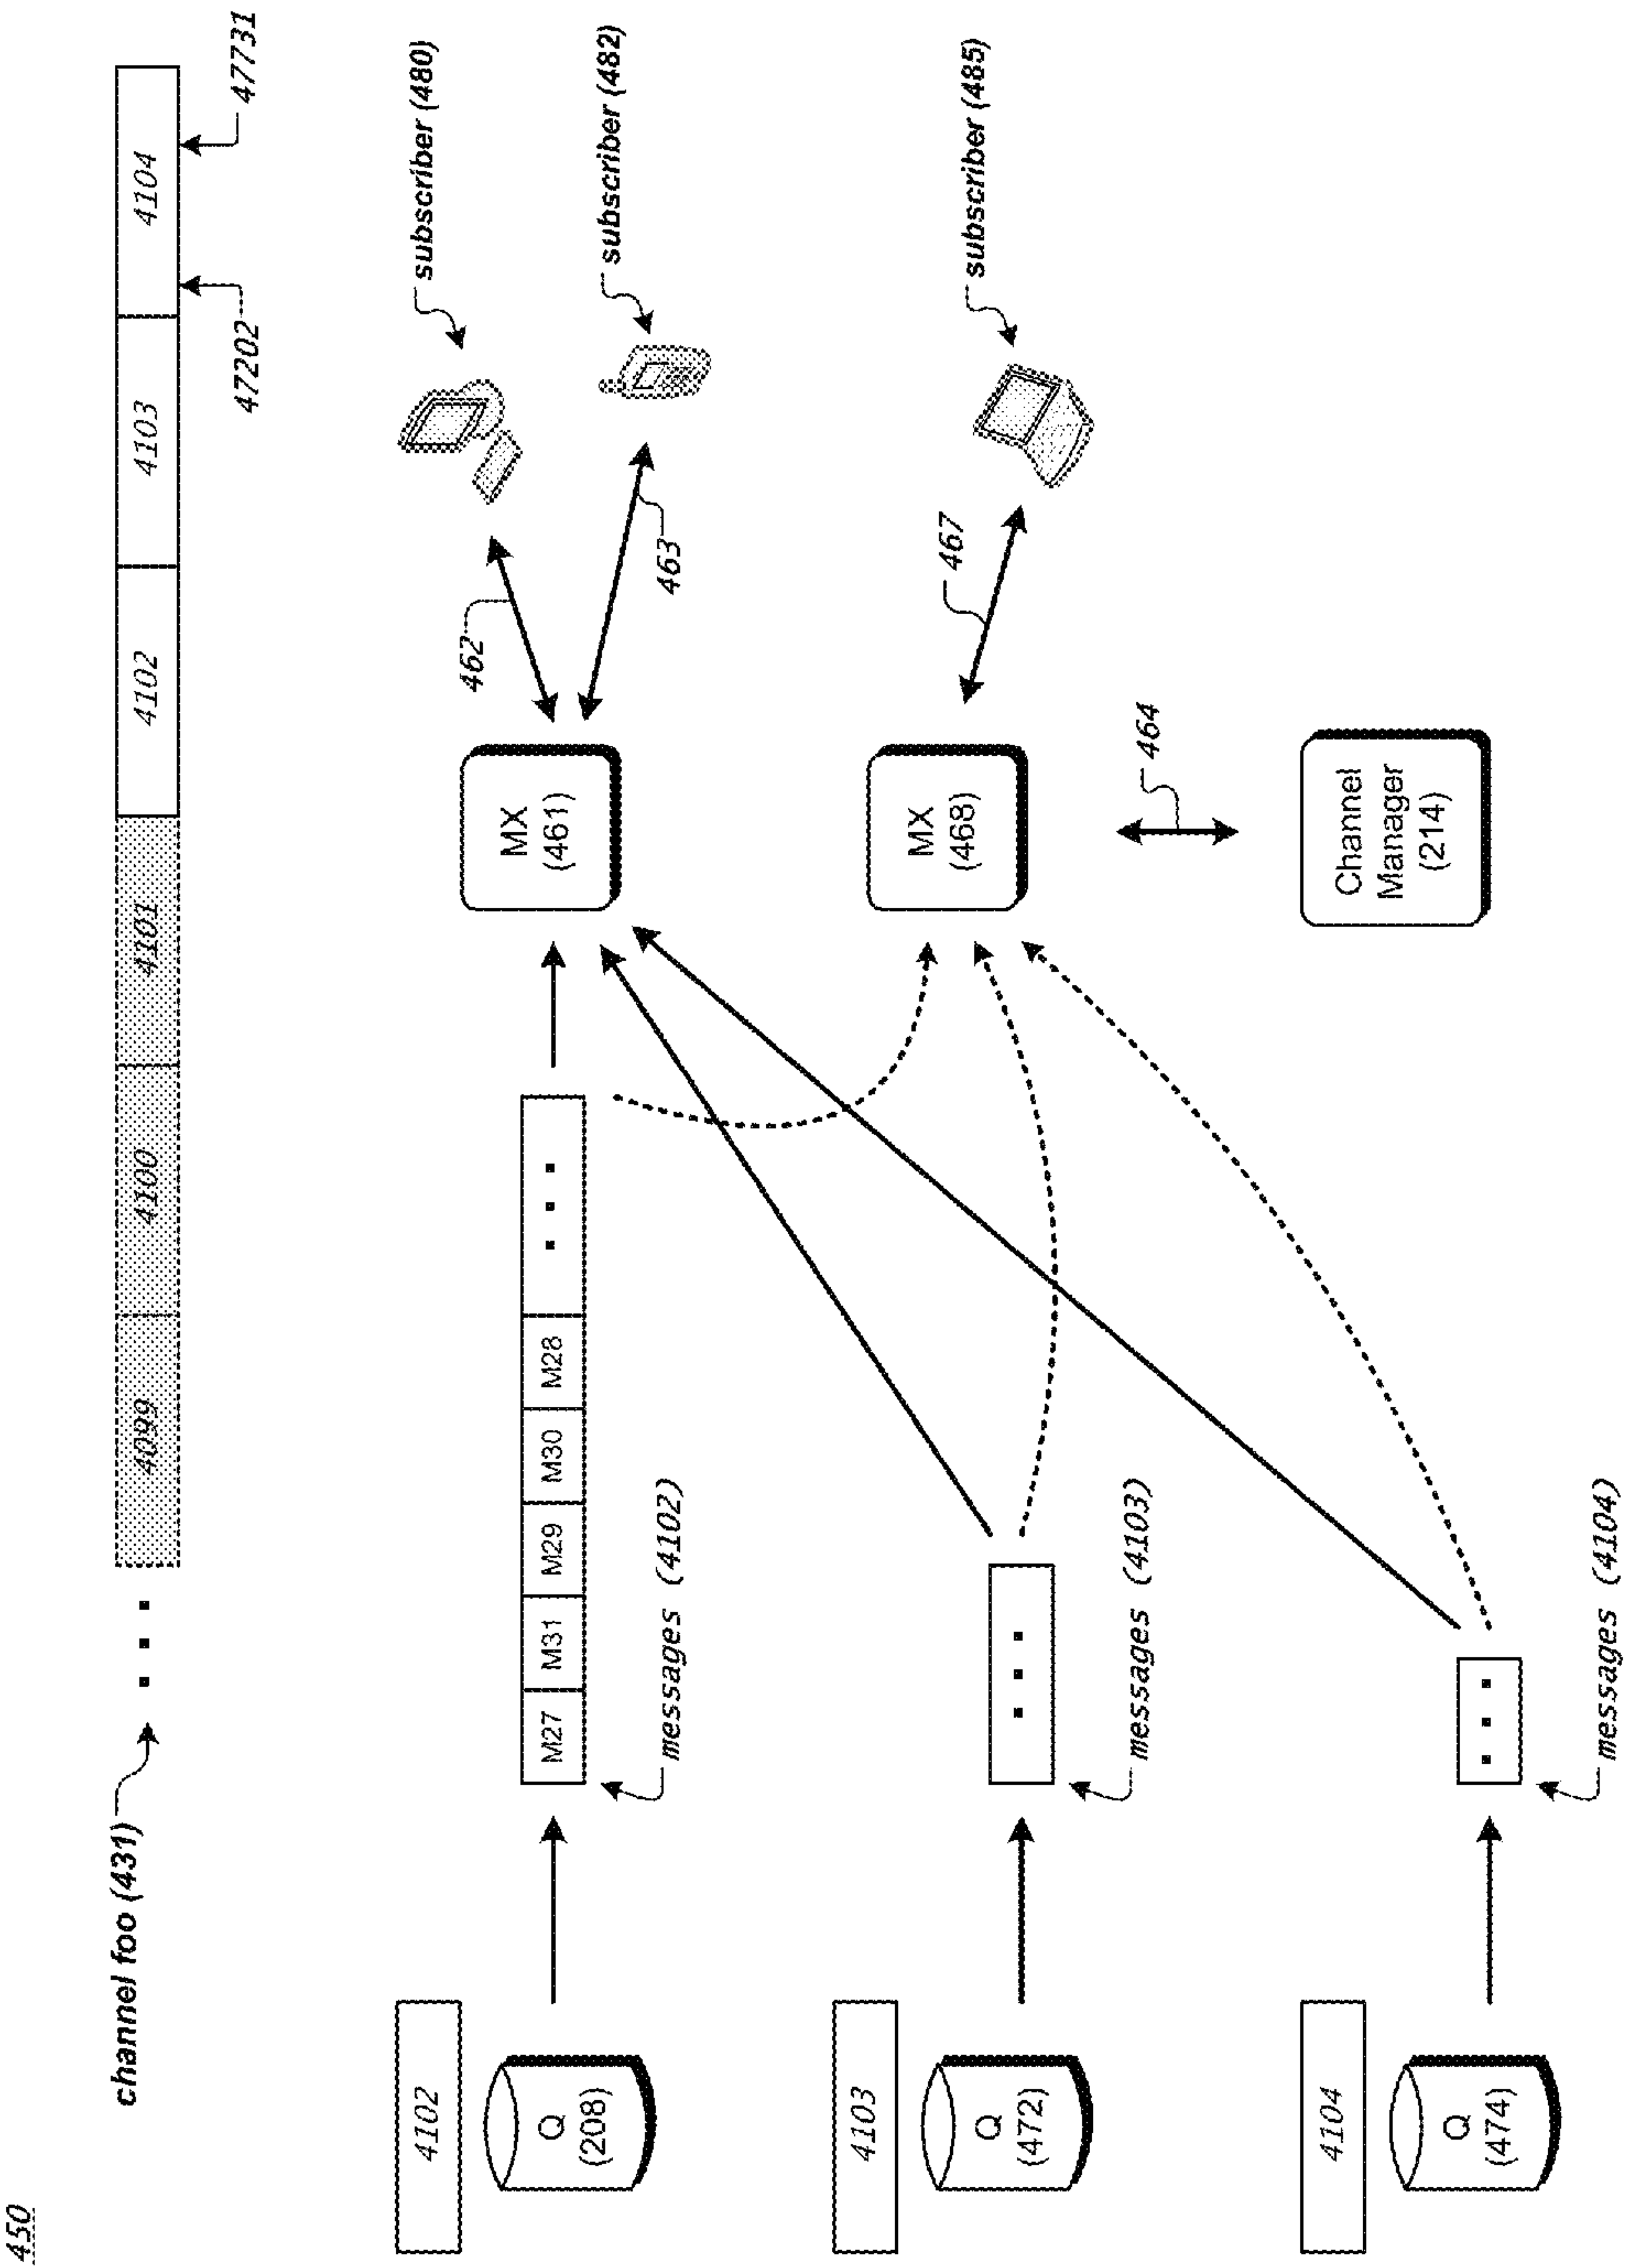 450
channel foo (431)
4099
4100
4101
4102
4103
4104
47202
47731
4102
Q
(208)
M27
M31
M29
M30
M28
messages (4102)
MX
(461)
462
463
subscriber (480)
subscriber (482)
4103
Q
(472)
messages (4103)
MX
(468)
467
subscriber (485)
464
4104
Q
(474)
messages (4104)
Channel
Manager
(214)